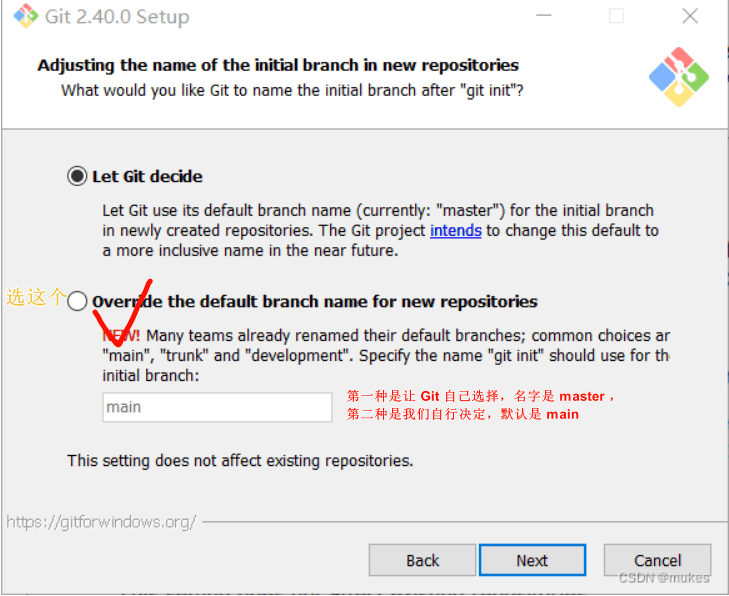 Git 2.40.0 Setup
Adjusting the name of the initial branch in new repositories
What would you like Git to name the initial branch after "git init"?
Let Git decide
Let Git use its default branch name (currently: "master") for the initial branch
in newly created repositories. The Git project intends to change this default to
a more inclusive name in the near future.
选这个
Override the default branch name for new repositories
NEW! Many teams already renamed their default branches; common choices ar
"main", "trunk" and "development". Specify the name "git init" should use for th
initial branch:
main
第一种是让 Git 自己选择，名字是 master ，
第二种是我们自行决定，默认是 main
This setting does not affect existing repositories.
https://gitforwindows.org/
Back
Next
Cancel
CSDN @mukes